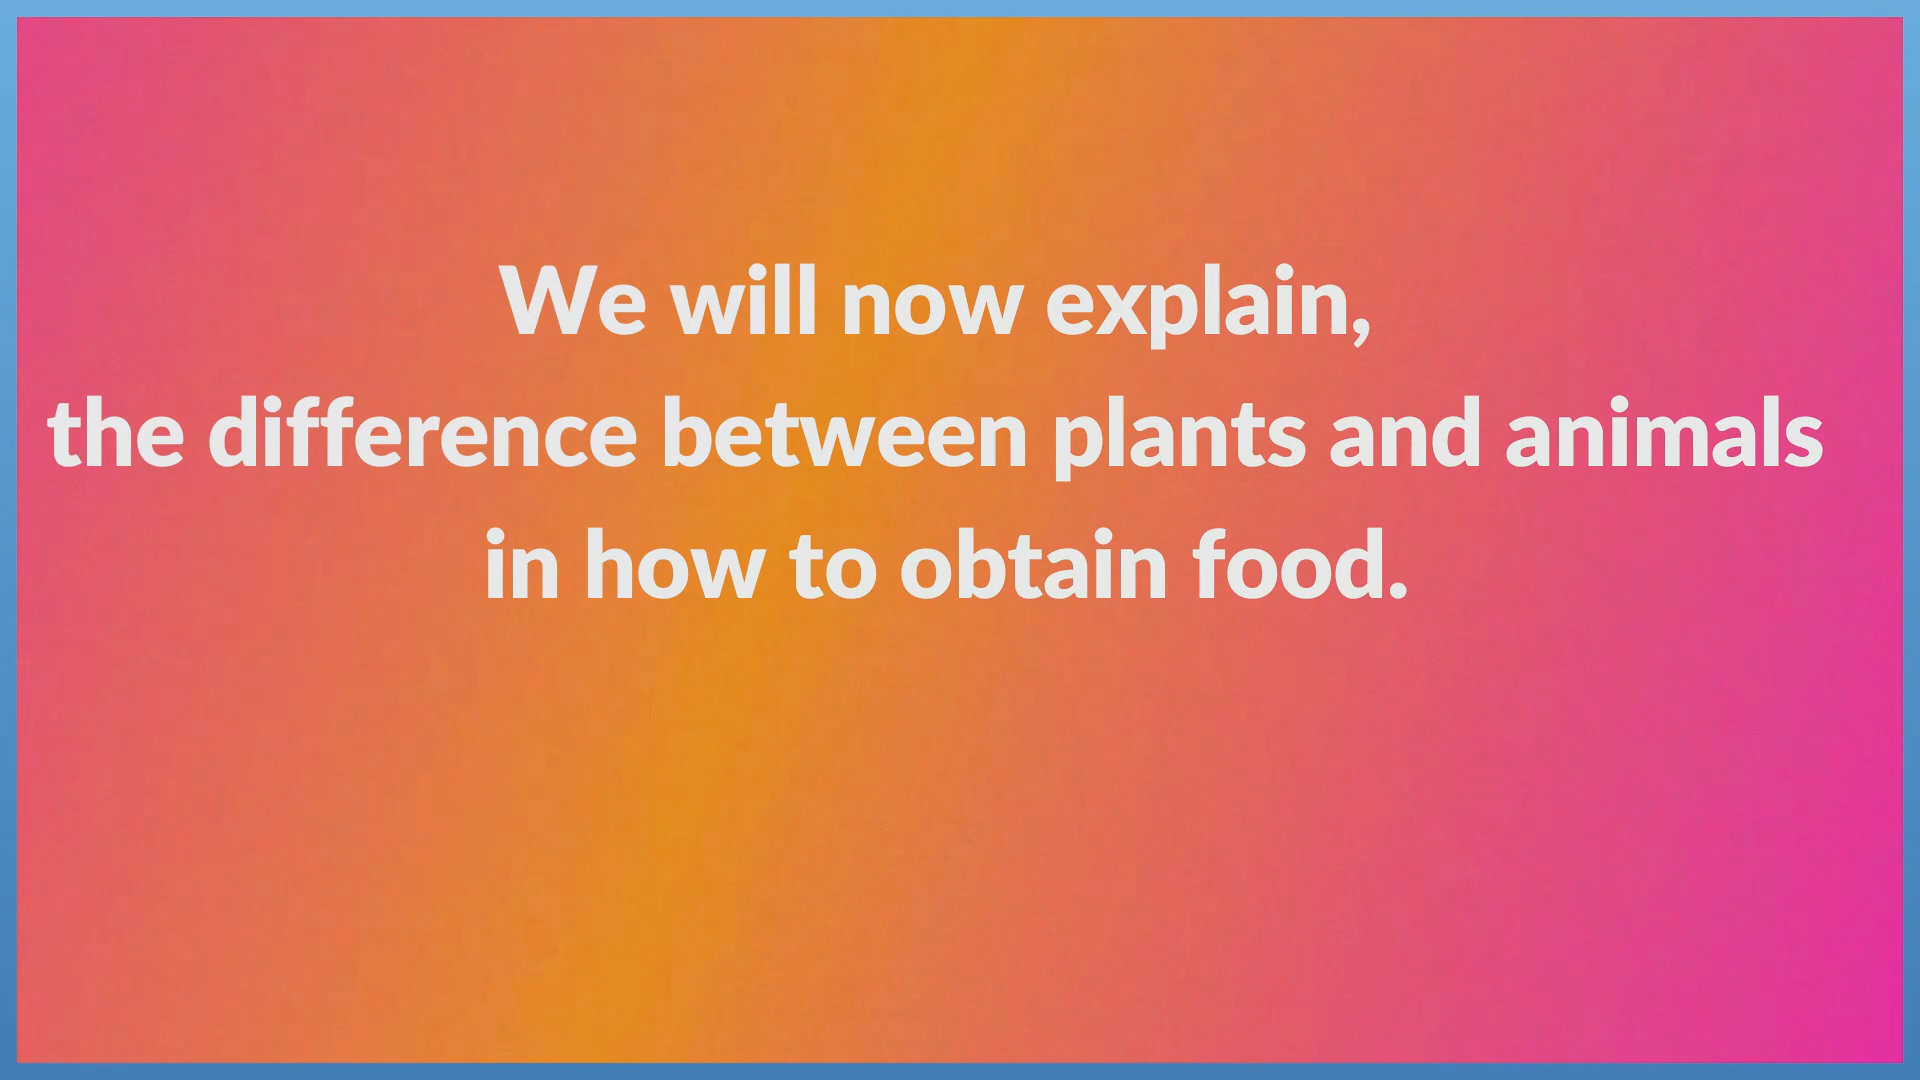 We will now explain,
the difference between plants and animals
in how to obtain food.